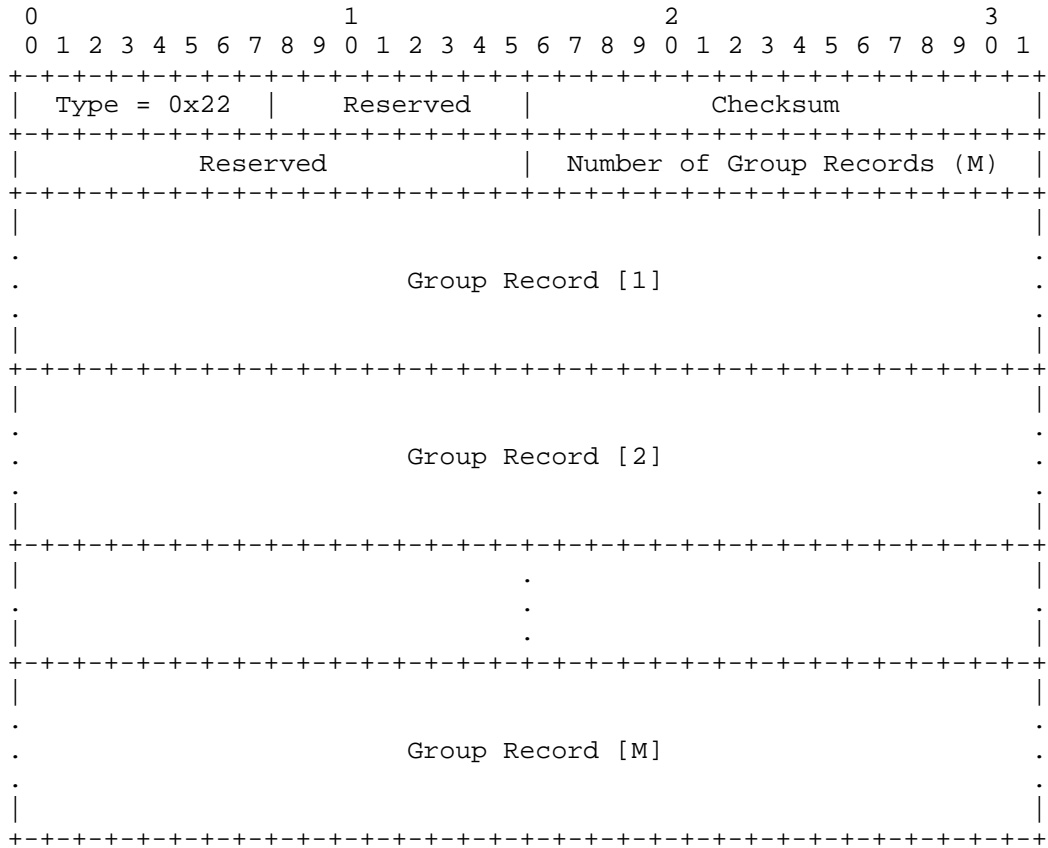 0                   1                   2                   3
 0 1 2 3 4 5 6 7 8 9 0 1 2 3 4 5 6 7 8 9 0 1 2 3 4 5 6 7 8 9 0 1
+-+-+-+-+-+-+-+-+-+-+-+-+-+-+-+-+-+-+-+-+-+-+-+-+-+-+-+-+-+-+-+-+
|  Type = 0x22  |    Reserved   |           Checksum            |
+-+-+-+-+-+-+-+-+-+-+-+-+-+-+-+-+-+-+-+-+-+-+-+-+-+-+-+-+-+-+-+-+
|           Reserved            |  Number of Group Records (M)  |
+-+-+-+-+-+-+-+-+-+-+-+-+-+-+-+-+-+-+-+-+-+-+-+-+-+-+-+-+-+-+-+-+
|                                                               |
.                                                               .
.                        Group Record [1]                       .
.                                                               .
|                                                               |
+-+-+-+-+-+-+-+-+-+-+-+-+-+-+-+-+-+-+-+-+-+-+-+-+-+-+-+-+-+-+-+-+
|                                                               |
.                                                               .
.                        Group Record [2]                       .
.                                                               .
|                                                               |
+-+-+-+-+-+-+-+-+-+-+-+-+-+-+-+-+-+-+-+-+-+-+-+-+-+-+-+-+-+-+-+-+
|                               .                               |
.                               .                               .
|                               .                               |
+-+-+-+-+-+-+-+-+-+-+-+-+-+-+-+-+-+-+-+-+-+-+-+-+-+-+-+-+-+-+-+-+
|                                                               |
.                                                               .
.                        Group Record [M]                       .
.                                                               .
|                                                               |
+-+-+-+-+-+-+-+-+-+-+-+-+-+-+-+-+-+-+-+-+-+-+-+-+-+-+-+-+-+-+-+-+